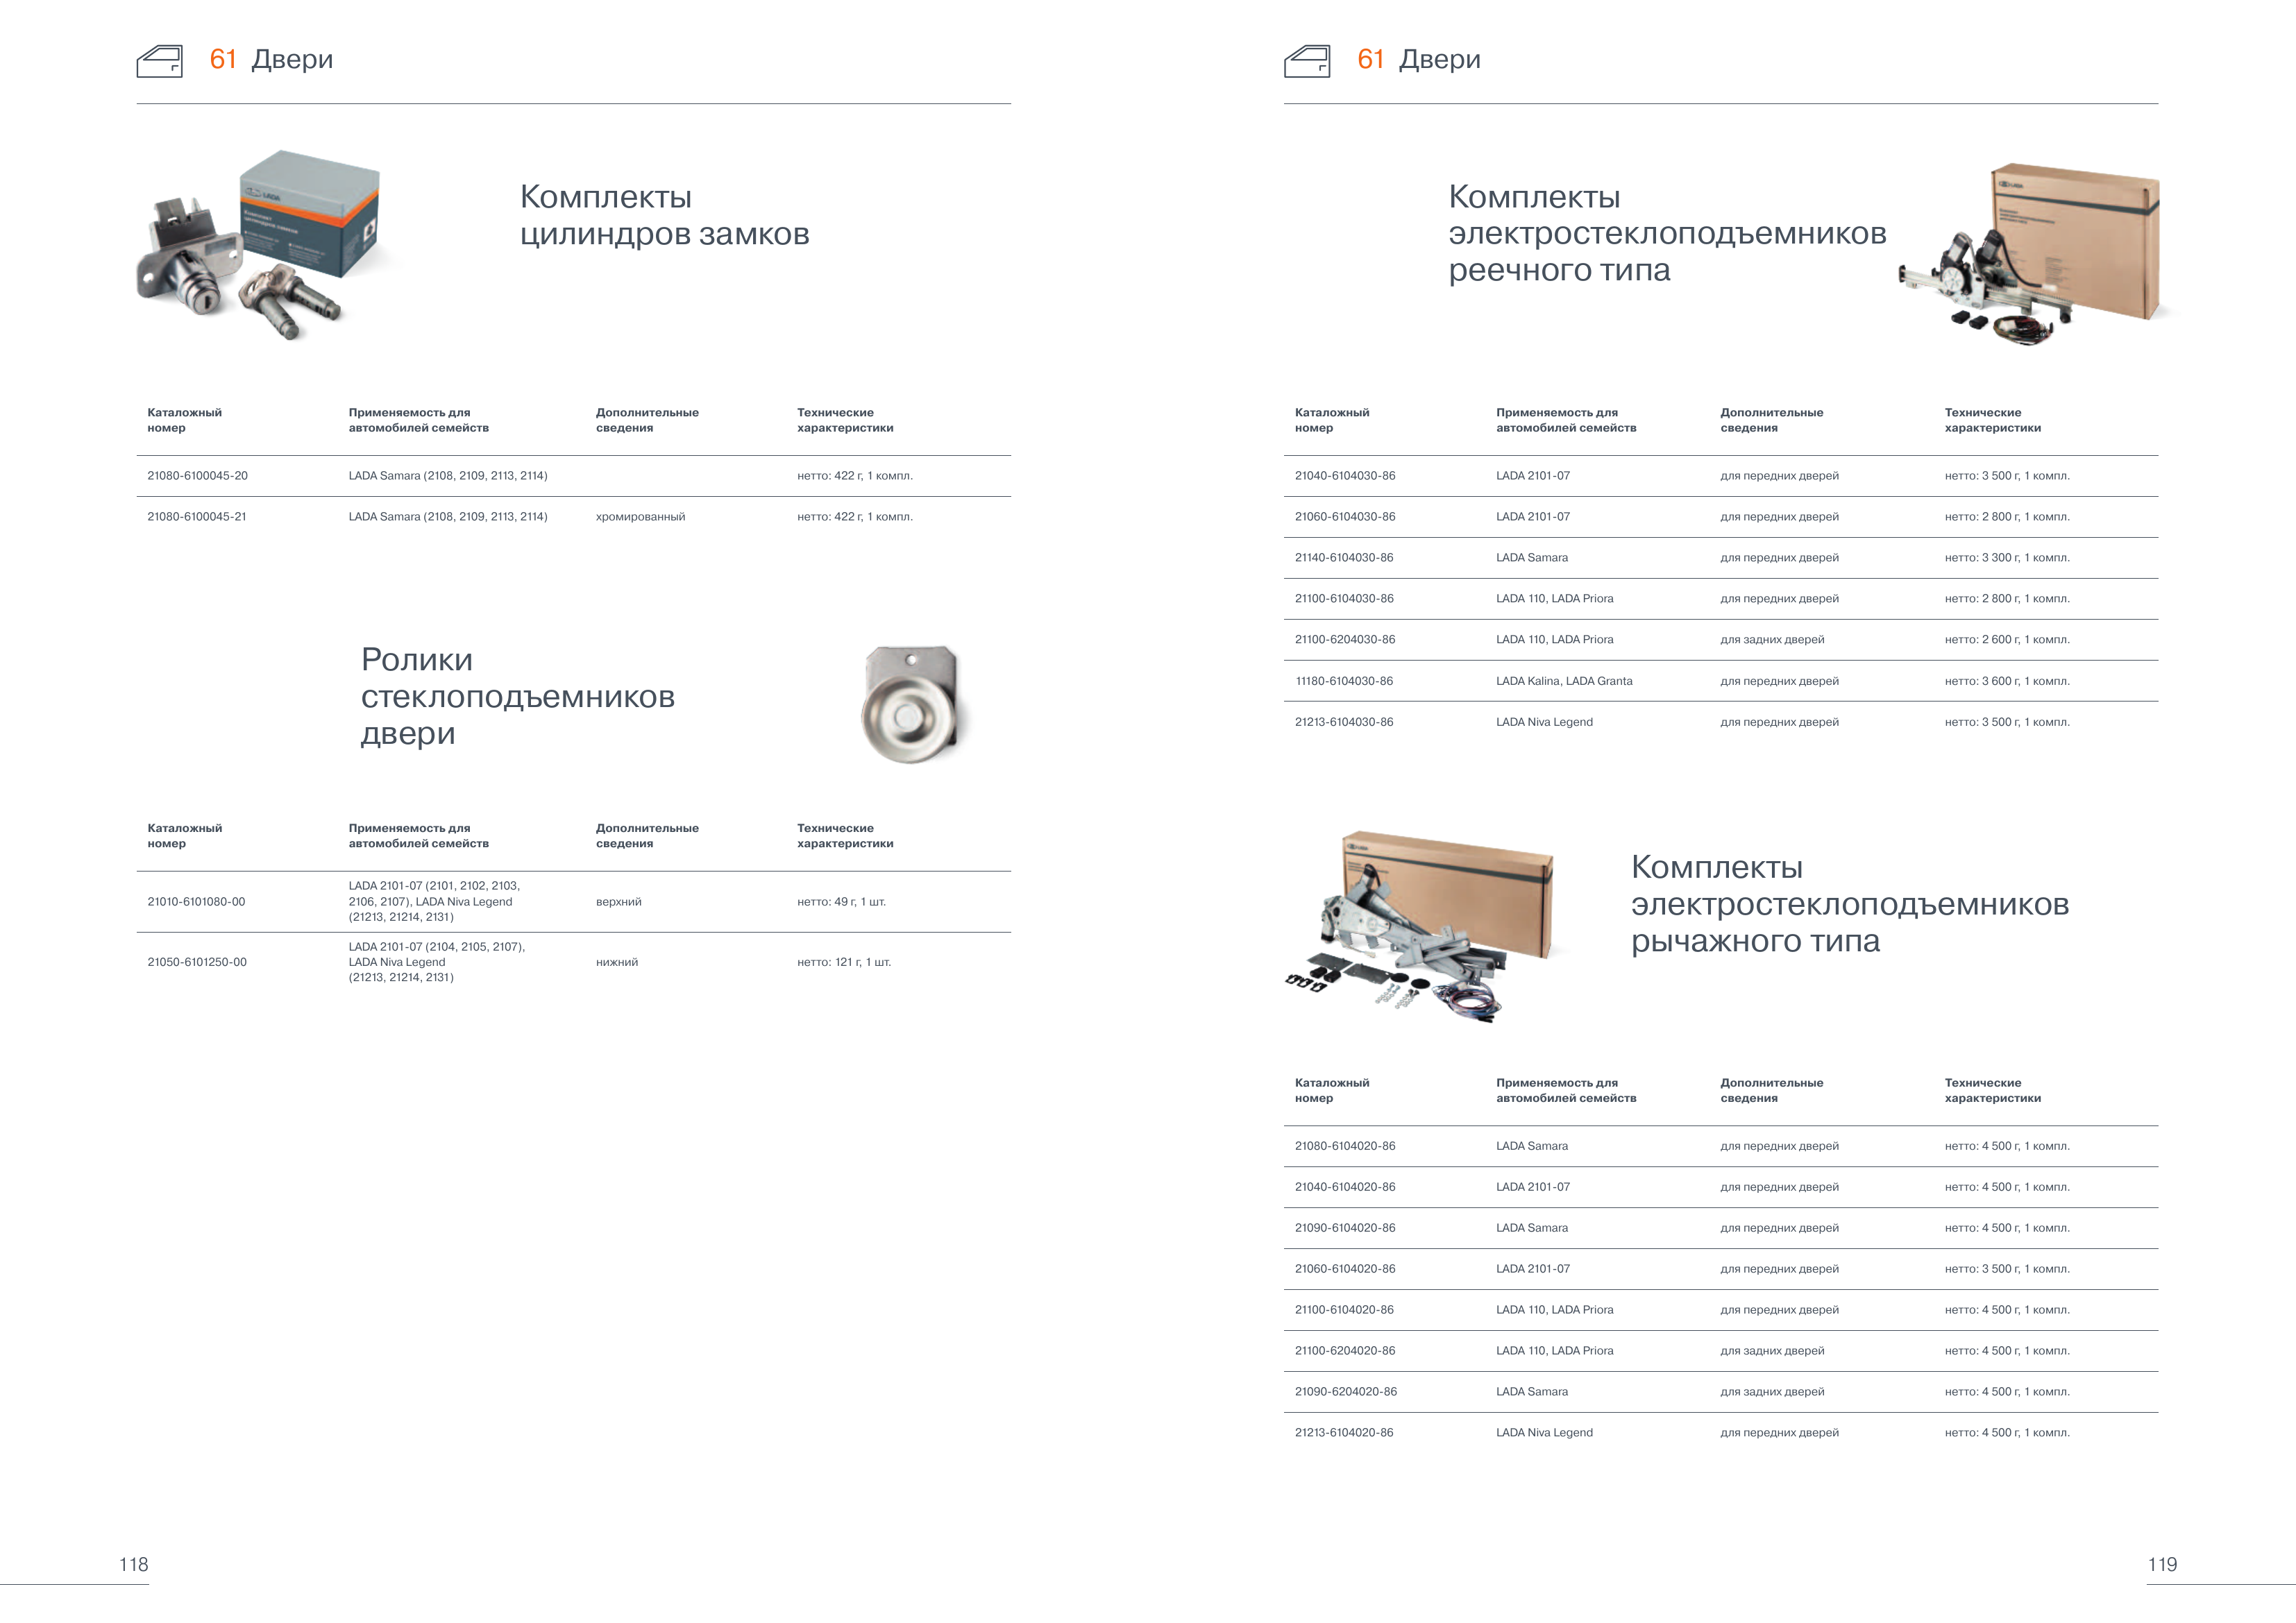 61 Двери
Комплекты
цилиндров замков
Каталожный номер	Применяемость для автомобилей семейств	Дополнительные сведения	Технические характеристики
21080-6100045-20	LADA Samara (2108, 2109, 2113, 2114)		нетто: 422 г, 1 компл.
21080-6100045-21	LADA Samara (2108, 2109, 2113, 2114)	хромированный	нетто: 422 г, 1 компл.
Ролики
стеклоподъемников
двери
Каталожный номер	Применяемость для автомобилей семейств	Дополнительные сведения	Технические характеристики
21010-6101080-00	LADA 2101-07 (2101, 2102, 2103, 2106, 2107), LADA Niva Legend (21213, 21214, 2131)	верхний	нетто: 49 г, 1 шт.
21050-6101250-00	LADA 2101-07 (2104, 2105, 2107), LADA Niva Legend (21213, 21214, 2131)	нижний	нетто: 121 г, 1 шт.
118
61 Двери
Комплекты
электростеклоподъемников
реечного типа
Каталожный номер	Применяемость для автомобилей семейств	Дополнительные сведения	Технические характеристики
21040-6104030-86	LADA 2101-07	для передних дверей	нетто: 3 500 г, 1 компл.
21060-6104030-86	LADA 2101-07	для передних дверей	нетто: 2 800 г, 1 компл.
21140-6104030-86	LADA Samara	для передних дверей	нетто: 3 300 г, 1 компл.
21100-6104030-86	LADA 110, LADA Priora	для передних дверей	нетто: 2 800 г, 1 компл.
21100-6204030-86	LADA 110, LADA Priora	для задних дверей	нетто: 2 600 г, 1 компл.
11180-6104030-86	LADA Kalina, LADA Granta	для передних дверей	нетто: 3 600 г, 1 компл.
21213-6104030-86	LADA Niva Legend	для передних дверей	нетто: 3 500 г, 1 компл.
Комплекты
электростеклоподъемников
рычажного типа
Каталожный номер	Применяемость для автомобилей семейств	Дополнительные сведения	Технические характеристики
21080-6104020-86	LADA Samara	для передних дверей	нетто: 4 500 г, 1 компл.
21040-6104020-86	LADA 2101-07	для передних дверей	нетто: 4 500 г, 1 компл.
21090-6104020-86	LADA Samara	для передних дверей	нетто: 4 500 г, 1 компл.
21060-6104020-86	LADA 2101-07	для передних дверей	нетто: 3 500 г, 1 компл.
21100-6104020-86	LADA 110, LADA Priora	для передних дверей	нетто: 4 500 г, 1 компл.
21100-6204020-86	LADA 110, LADA Priora	для задних дверей	нетто: 4 500 г, 1 компл.
21090-6204020-86	LADA Samara	для задних дверей	нетто: 4 500 г, 1 компл.
21213-6104020-86	LADA Niva Legend	для передних дверей	нетто: 4 500 г, 1 компл.
119